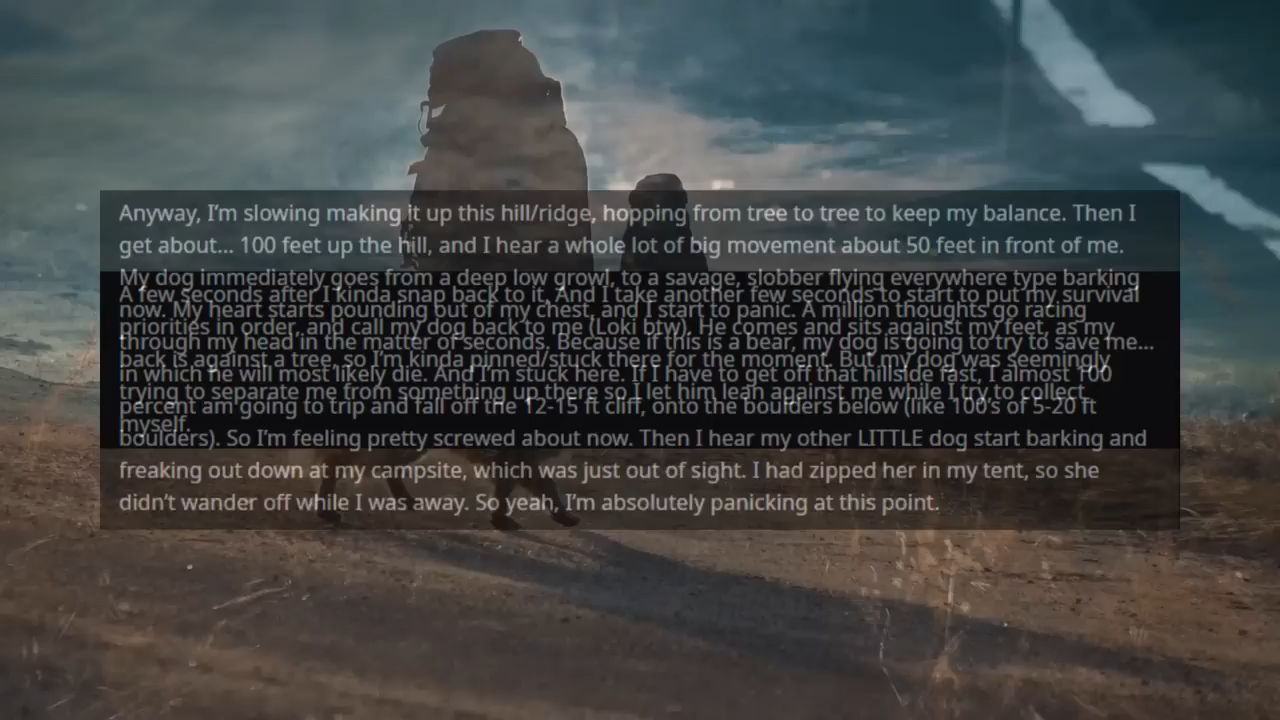 Anyway, I’m slowing making it up this hill/ridge, hopping from tree to tree to keep my balance. Then I
get about... 100 feet up the hill, and I hear a whole lot of big movement about 50 feet in front of me.
My dog immediately goes from a deep low growl, to a savage, slobber flying everywhere type barking
now. My heart starts pounding out of my chest, and I start to panic. A million thoughts go racing
through my head in the matter of seconds. Because if this is a bear, my dog is going to try to save me...
in which he will most likely die. And I’m stuck here. If I have to get off that hillside fast, I almost 100
percent am going to trip and fall off the 12-15 ft cliff, onto the boulders below (like 100’s of 5-20 ft
boulders). So I’m feeling pretty screwed about now. Then I hear my other LITTLE dog start barking and
freaking out down at my campsite, which was just out of sight. I had zipped her in my tent, so she
didn’t wander off while I was away. So yeah, I’m absolutely panicking at this point.
A few seconds after I kinda snap back to it, And I take another few seconds to start to put my survival
priorities in order, and call my dog back to me (Loki btw). He comes and sits against my feet, as my
back is against a tree, so I’m kinda pinned/stuck there for the moment. But my dog was seemingly
trying to separate me from something up there so I let him lean against me while I try to collect
myself.